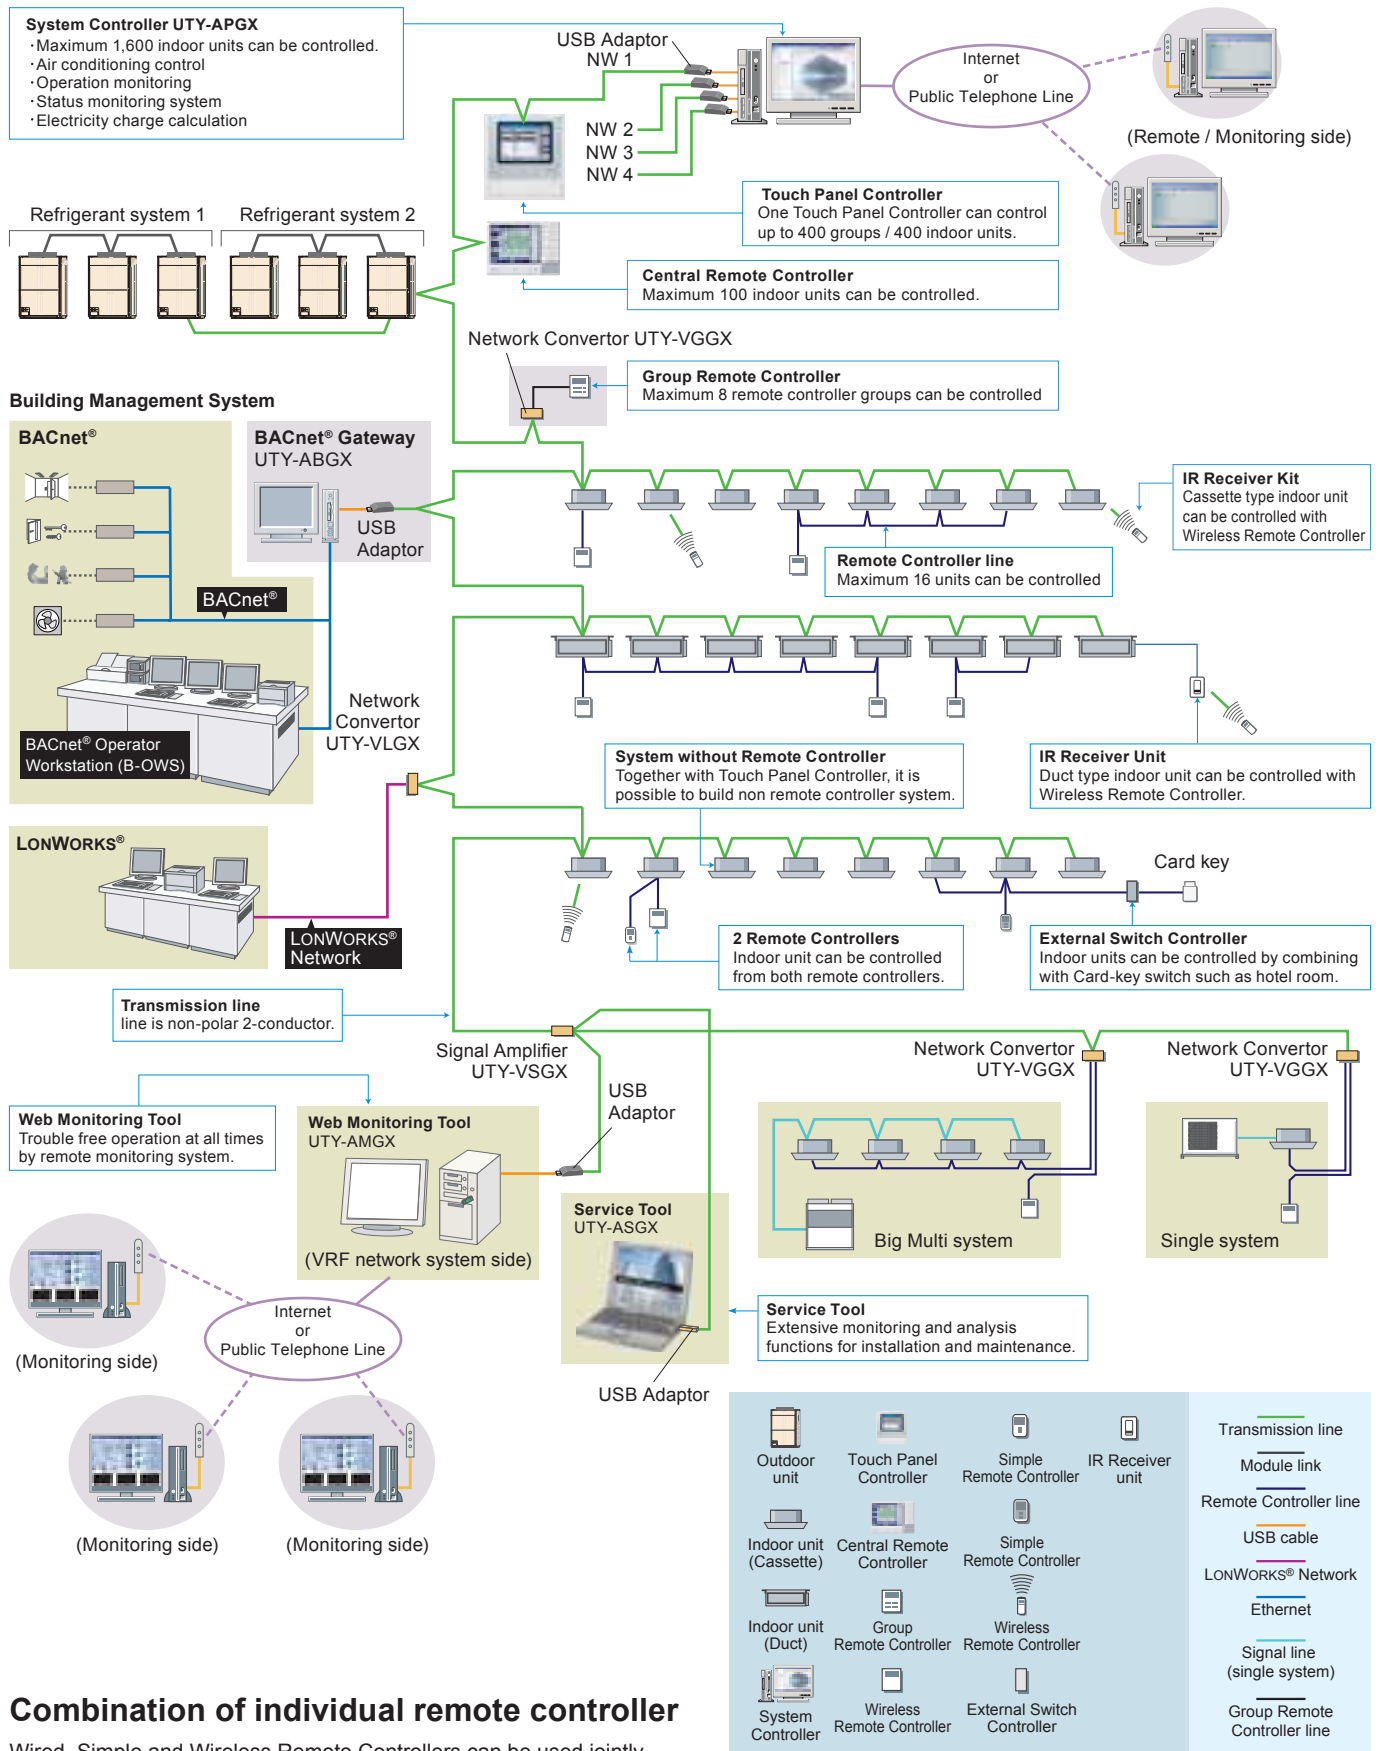 System Controller UTY-APGX
・Maximum 1,600 indoor units can be controlled.
・Air conditioning control
・Operation monitoring
・Status monitoring system
・Electricity charge calculation
USB Adaptor
NW 1
NW 2
NW 3
NW 4
Internet
or
Public Telephone Line
(Remote / Monitoring side)
Touch Panel Controller
One Touch Panel Controller can control
up to 400 groups / 400 indoor units.
Refrigerant system 1
Refrigerant system 2
Central Remote Controller
Maximum 100 indoor units can be controlled.
Network Convertor UTY-VGGX
Group Remote Controller
Maximum 8 remote controller groups can be controlled
Building Management System
BACnet®
BACnet® Gateway
UTY-ABGX
USB
Adaptor
BACnet®
BACnet® Operator
Workstation (B-OWS)
IR Receiver Kit
Cassette type indoor unit
can be controlled with
Wireless Remote Controller
Remote Controller line
Maximum 16 units can be controlled
Network
Convertor
UTY-VLGX
System without Remote Controller
Together with Touch Panel Controller, it is
possible to build non remote controller system.
IR Receiver Unit
Duct type indoor unit can be controlled with
Wireless Remote Controller.
LONWORKS®
LONWORKS®
Network
Card key
2 Remote Controllers
Indoor unit can be controlled
from both remote controllers.
External Switch Controller
Indoor units can be controlled by combining
with Card-key switch such as hotel room.
Transmission line
line is non-polar 2-conductor.
Signal Amplifier
UTY-VSGX
Network Convertor
UTY-VGGX
Network Convertor
UTY-VGGX
USB
Adaptor
Web Monitoring Tool
Trouble free operation at all times
by remote monitoring system.
Web Monitoring Tool
UTY-AMGX
(VRF network system side)
Service Tool
UTY-ASGX
Big Multi system
Single system
Internet
or
Public Telephone Line
(Monitoring side)
(Monitoring side)
(Monitoring side)
Service Tool
Extensive monitoring and analysis
functions for installation and maintenance.
USB Adaptor
Outdoor
unit
Touch Panel
Controller
Simple
Remote Controller
IR Receiver
unit
Indoor unit
(Cassette)
Central Remote
Controller
Simple
Remote Controller
Indoor unit
(Duct)
Group
Remote Controller
Wireless
Remote Controller
System
Controller
Wireless
Remote Controller
External Switch
Controller
Transmission line
Module link
Remote Controller line
USB cable
LONWORKS® Network
Ethernet
Signal line
(single system)
Group Remote
Controller line
Combination of individual remote controller
Wired, Simple and Wireless Remote Controllers can be used jointly